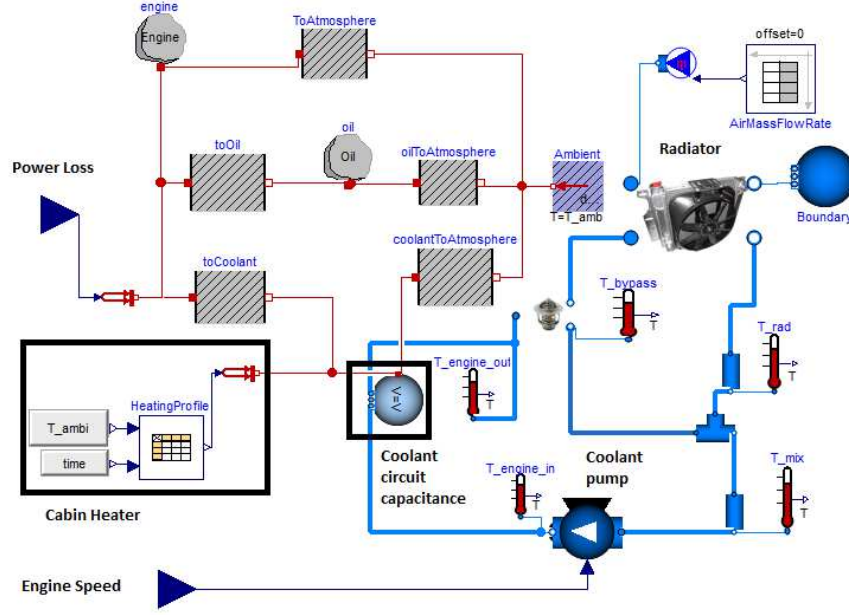 engine
Engine
ToAtmosphere
offset=0
AirMassFlowRate
toOil
oil
Oil
oilToAtmosphere
Ambient
d...
T=T_amb
Radiator
Boundary
Power Loss
toCoolant
coolantToAtmosphere
T_bypass
T
T_rad
T
T_engine_out
T
V=V
HeatingProfile
T_ambi
time
Cabin Heater
Coolant
circuit
capacitance
T_engine_in
T
Coolant
pump
T_mix
T
Engine Speed